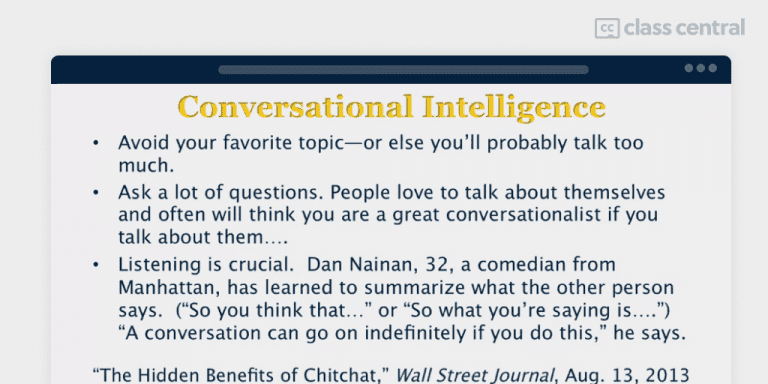 cc class central
Conversational Intelligence
• Avoid your favorite topic—or else you'll probably talk too
much.
• Ask a lot of questions. People love to talk about themselves
and often will think you are a great conversationalist if you
talk about them….
• Listening is crucial.  Dan Nainan, 32, a comedian from
Manhattan, has learned to summarize what the other person
says.  (“So you think that…” or “So what you're saying is….”)
“A conversation can go on indefinitely if you do this,” he says.
“The Hidden Benefits of Chitchat,” Wall Street Journal, Aug. 13, 2013